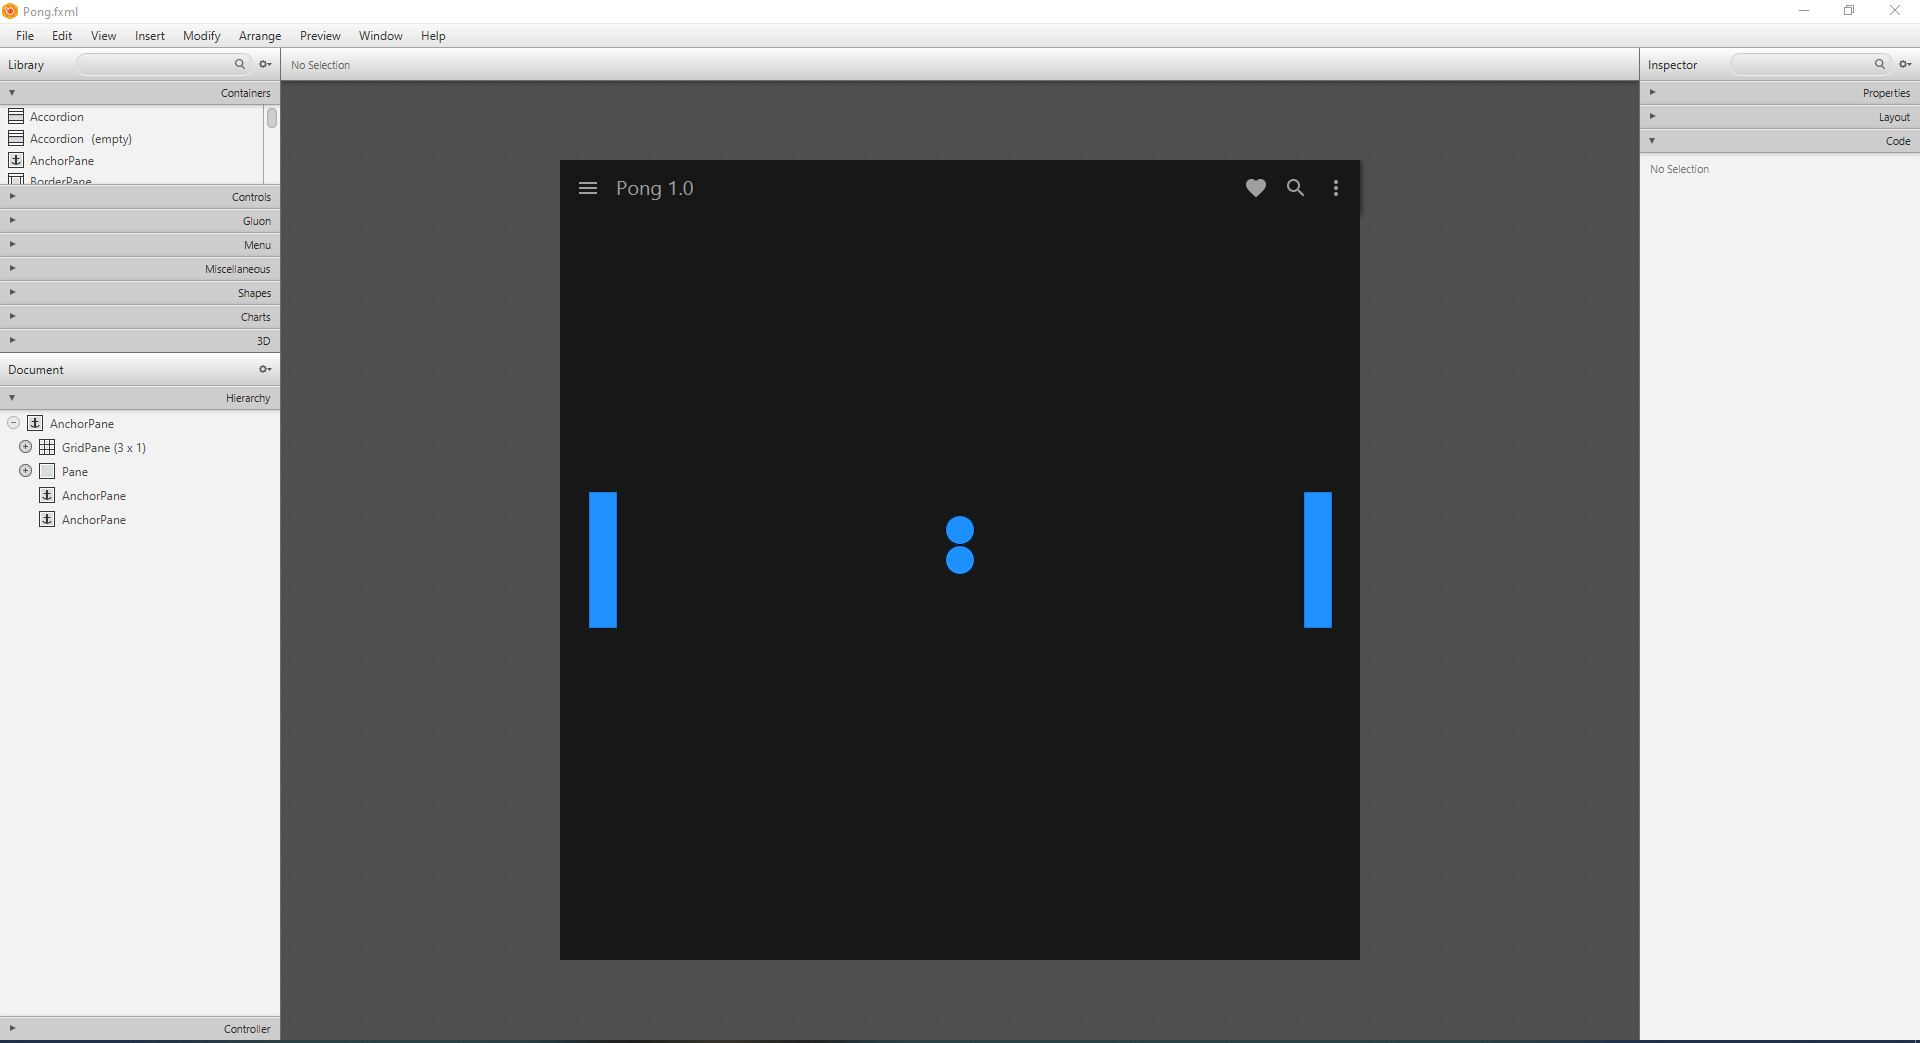 Pong.fxml
File Edit View Insert Modify Arrange Preview Window Help
Library
No Selection
Inspector
Containers
Accordion
Accordion (empty)
AnchorPane
BorderPane
Controls
Gluon
Menu
Miscellaneous
Shapes
Charts
3D
Document
Hierarchy
AnchorPane
GridPane (3 x 1)
Pane
AnchorPane
AnchorPane
Controller
Pong 1.0
Properties
Layout
Code
No Selection